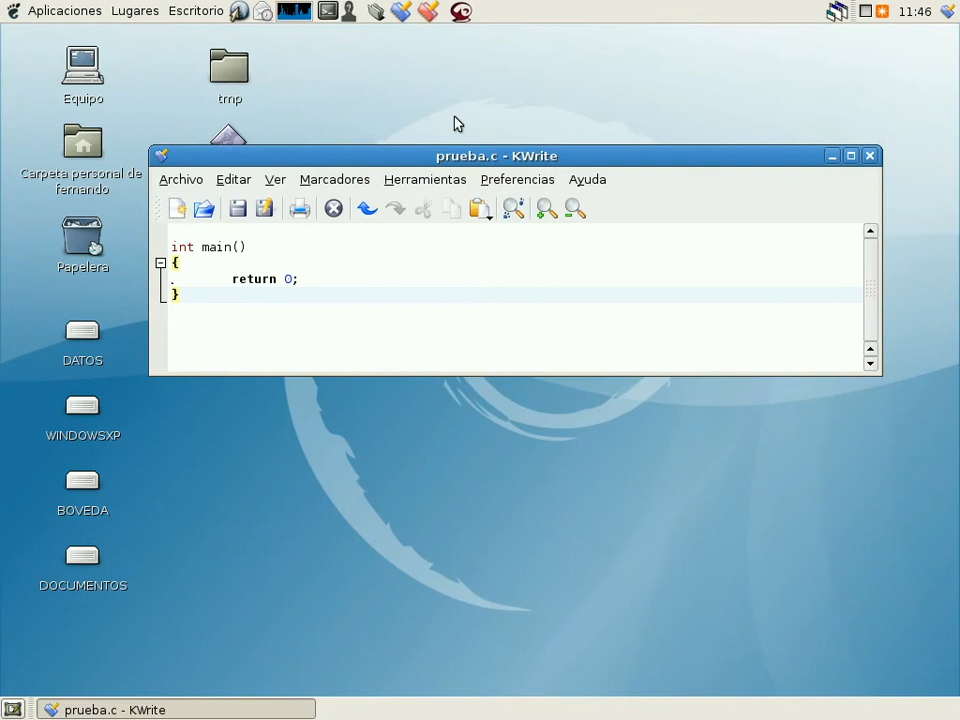 Aplicaciones Lugares Escritorio 11:46
Equipo
tmp
Carpeta personal de
fernando
Papelera
DATOS
WINDOWSXP
BOVEDA
DOCUMENTOS
prueba.c - KWrite
Archivo Editar Ver Marcadores Herramientas Preferencias Ayuda
int main()
{
return 0;
}
prueba.c - KWrite